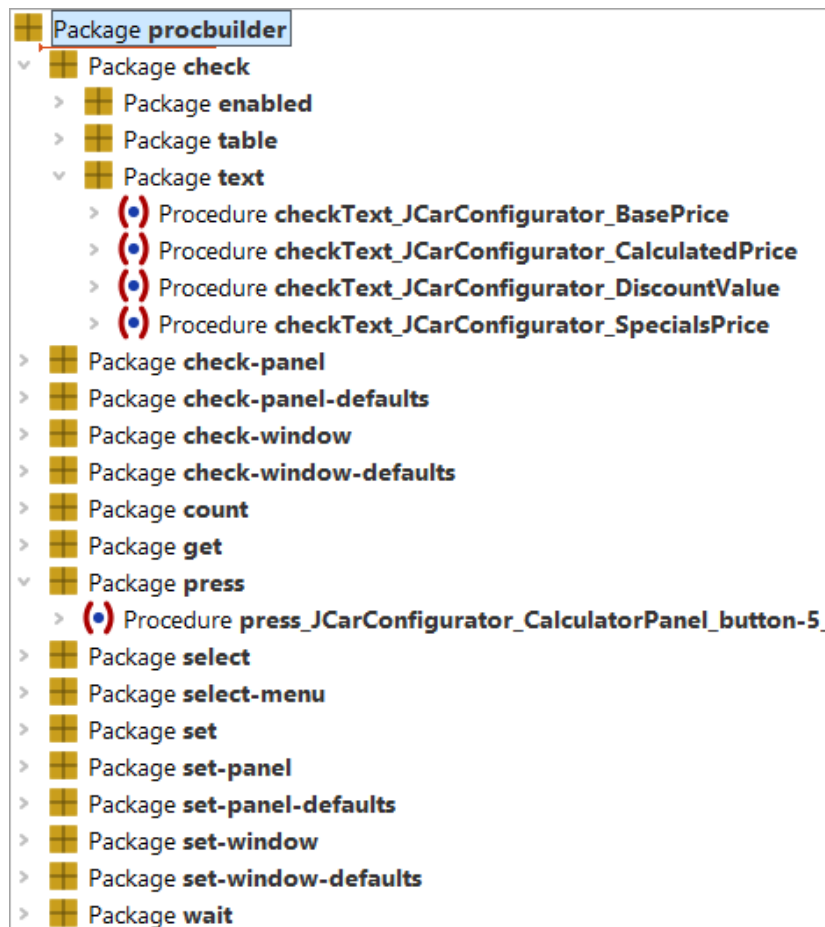 Package procbuilder
Package check
Package enabled
Package table
Package text
Procedure checkText_JCarConfigurator_BasePrice
Procedure checkText_JCarConfigurator_CalculatedPrice
Procedure checkText_JCarConfigurator_DiscountValue
Procedure checkText_JCarConfigurator_SpecialsPrice
Package check-panel
Package check-panel-defaults
Package check-window
Package check-window-defaults
Package count
Package get
Package press
Procedure press_JCarConfigurator_CalculatorPanel_button-5_
Package select
Package select-menu
Package set
Package set-panel
Package set-panel-defaults
Package set-window
Package set-window-defaults
Package wait